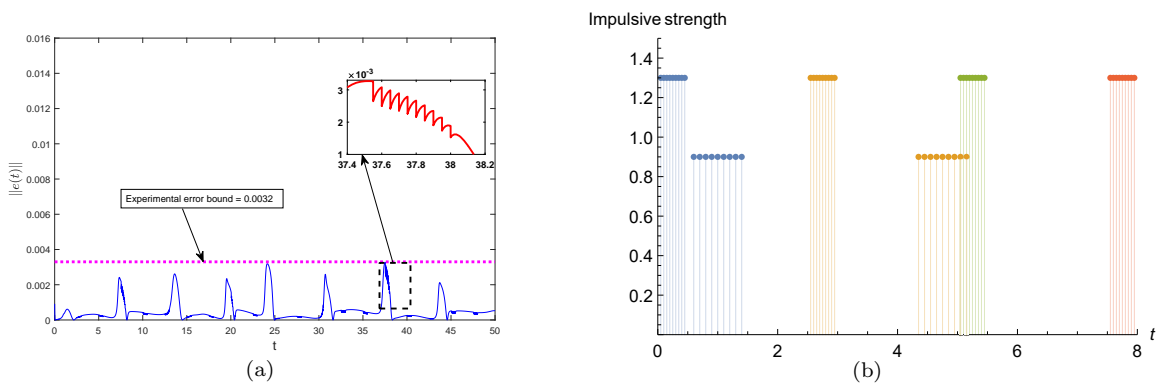 0.016
0.014
0.012
0.01
0.008
0.006
0.004
0.002
0
||e(t)||
0 5 10 15 20 25 30 35 40 45 50
t
Experimental error bound = 0.0032
×10⁻³
3
2
1
37.4 37.6 37.8 38 38.2
(a)
Impulsive strength
1.4
1.2
1.0
0.8
0.6
0.4
0.2
0 2 4 6 8 t
(b)